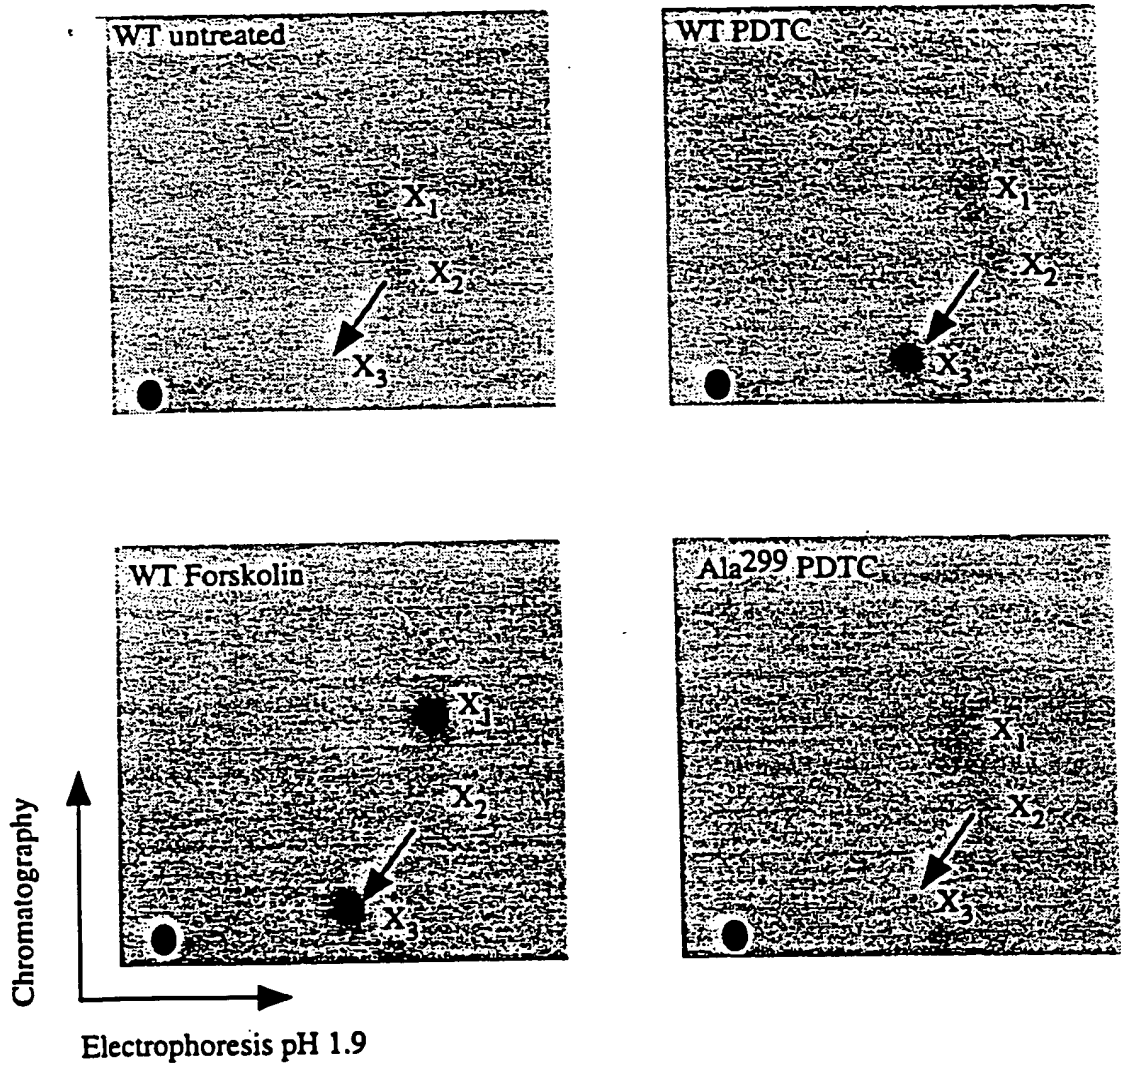 WT untreated
X1
X2
X3
WT PDTC
X1
X2
X3
WT Forskolin
X1
X2
X3
Ala299 PDTC
X1
X2
X3
Chromatography
Electrophoresis pH 1.9